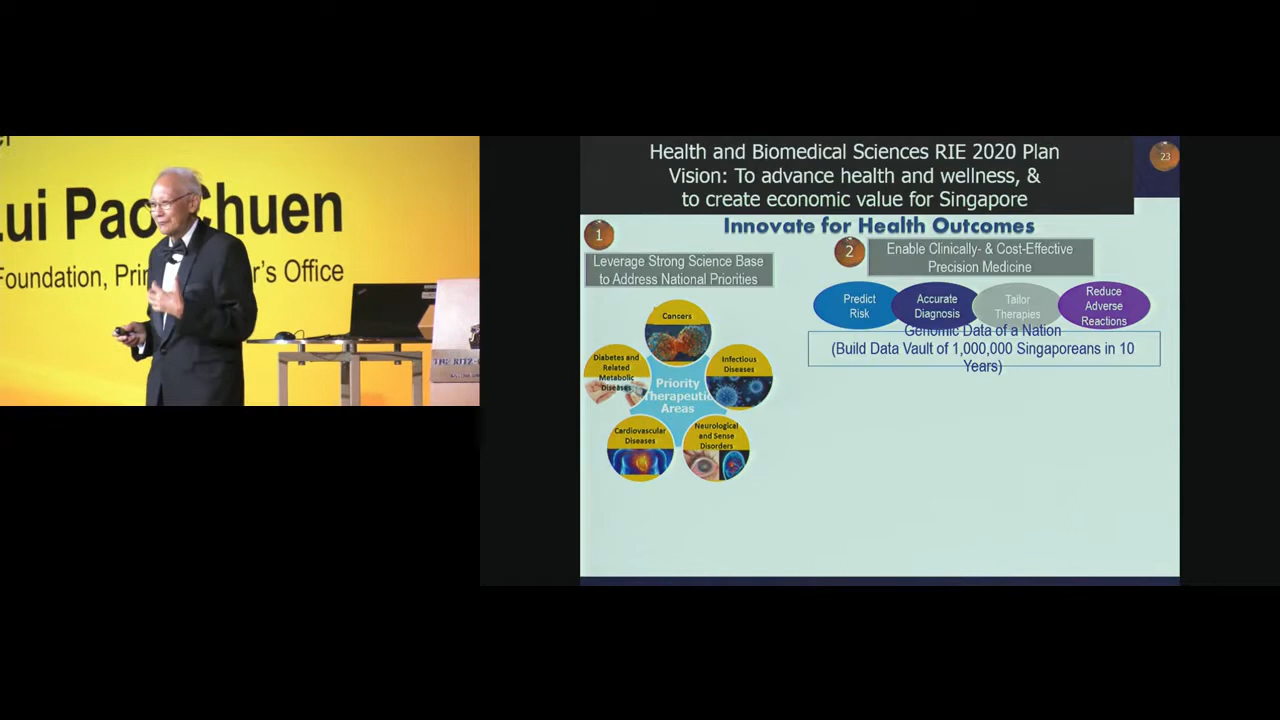 Lui Pao Chuen
Foundation, Prin r's Office
THE RITZ-C
Health and Biomedical Sciences RIE 2020 Plan
Vision: To advance health and wellness, &
to create economic value for Singapore
23
Innovate for Health Outcomes
1
Leverage Strong Science Base
to Address National Priorities
Cancers
Diabetes and
Related
Metabolic
Diseases
Infectious
Diseases
Priority
Therapeutic
Areas
Cardiovascular
Diseases
Neurological
and Sense
Disorders
2
Enable Clinically- & Cost-Effective
Precision Medicine
Predict
Risk
Accurate
Diagnosis
Tailor
Therapies
Reduce
Adverse
Reactions
Genomic Data of a Nation
(Build Data Vault of 1,000,000 Singaporeans in 10
Years)